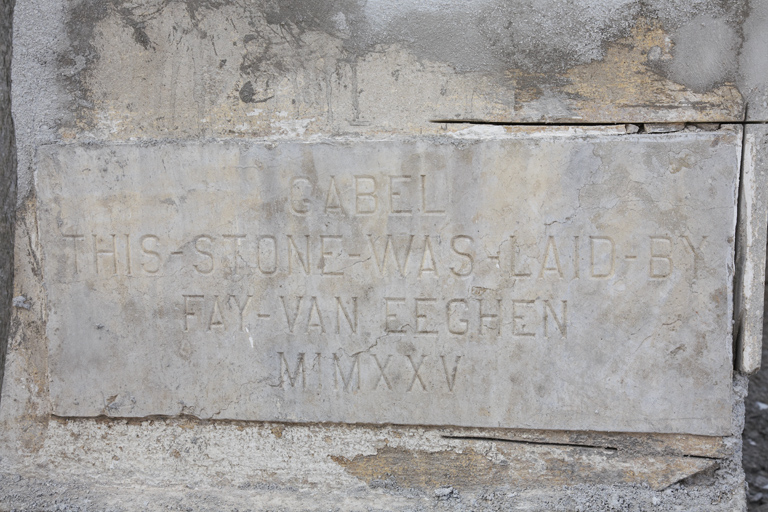 GABEL
THIS-STONE-WAS-LAID-BY
FAY-VAN EEGHEN
MMXXV